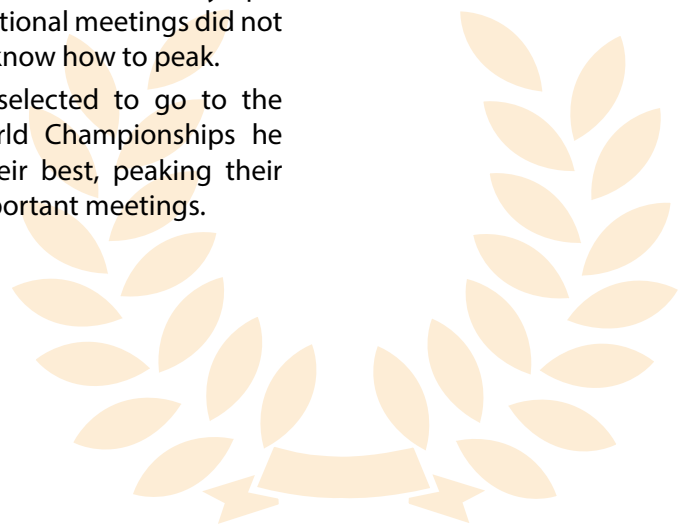 tional meetings did not
know how to peak.
selected to go to the
rld Championships he
eir best, peaking their
portant meetings.